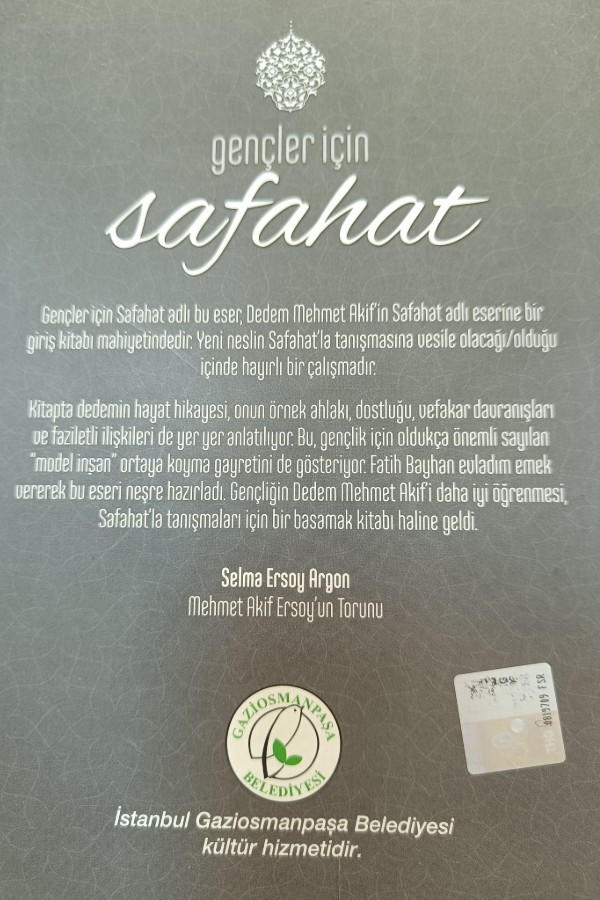 gençler için
safahat
Gençler için Safahat adlı bu eser, Dedem Mehmet Akif'in Safahat adlı eserine bir
giriş kitabı mahiyetindedir. Yeni neslin Safahat'la tanışmasına vesile olacağı/olduğu
içinde hayırlı bir çalışmadır.
Kitapta dedemin hayat hikayesi, onun örnek ahlakı, dostluğu, vefakar davranışları
ve faziletli ilişkileri de yer yer anlatılıyor. Bu, gençlik için oldukça önemli sayılan
"model insan" ortaya koyma gayretini de gösteriyor. Fatih Bayhan evladım emek
vererek bu eseri neşre hazırladı. Gençliğin Dedem Mehmet Akif'i daha iyi öğrenmesi,
Safahat'la tanışmaları için bir basamak kitabı haline geldi.
Selma Ersoy Argon
Mehmet Akif Ersoy'un Torunu
GAZİOSMANPAŞA
BELEDİYESİ
İstanbul Gaziosmanpaşa Belediyesi
kültür hizmetidir.